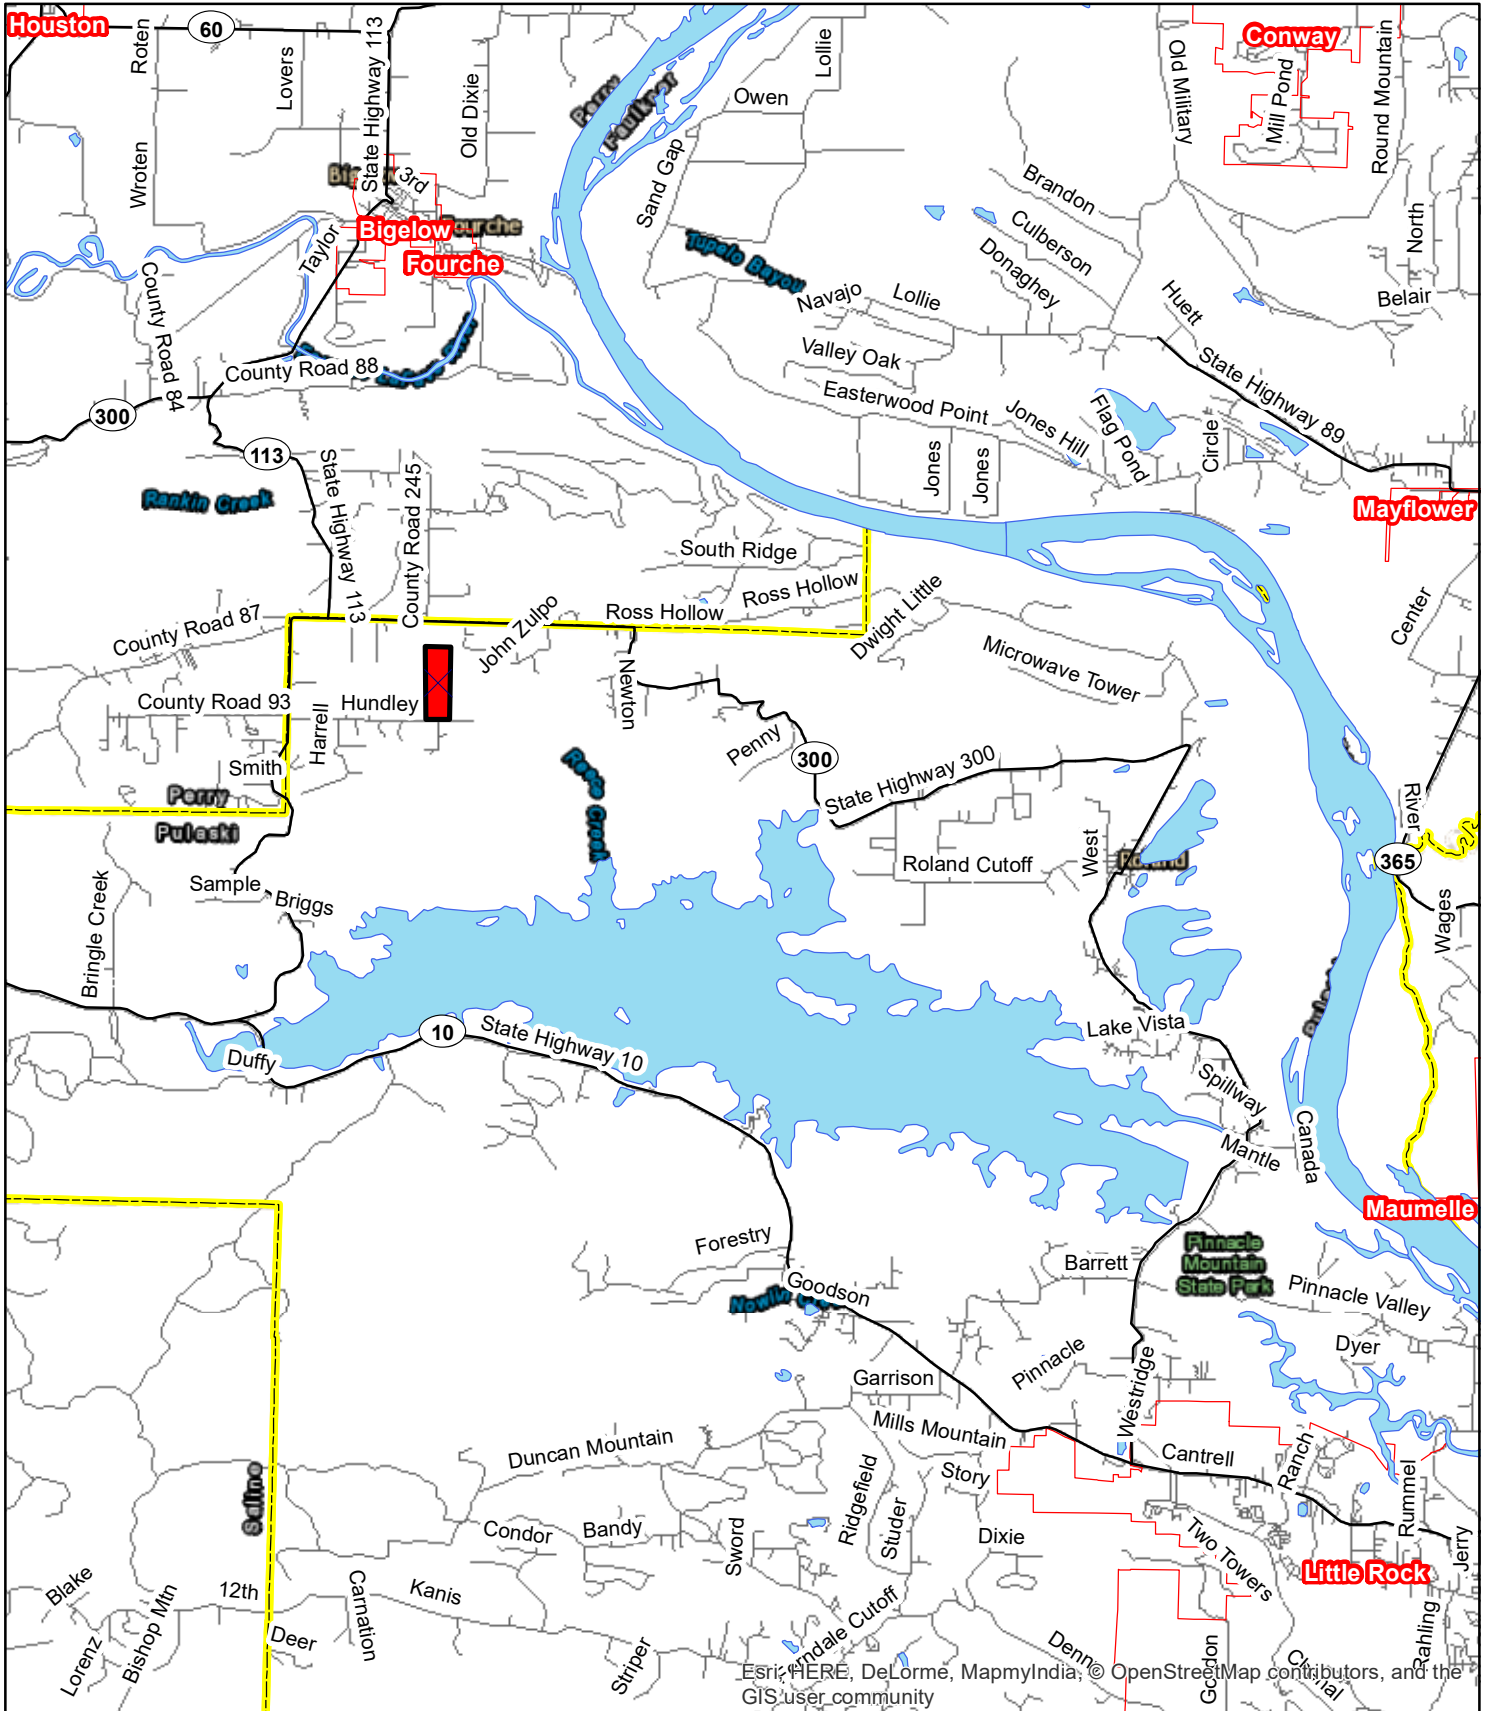 Houston
60
Roten
Lovers
State Highway 113
Old Dixie
Perry
Faulkner
Lollie
Owen
Old Military
Conway
Mill Pond
Round Mountain
Wroten
3rd
Sand Gap
Brandon
Culberson
Donaghey
North
Taylor
Bigelow
Fourche
Fourche
Tupelo Bayou
Navajo
Lollie
Huett
Belair
County Road 84
County Road 88
Valley Oak
State Highway 89
300
Easterwood Point
Jones Hill
Flag Pond
Circle
113
State Highway 113
County Road 245
Jones
Jones
Rankin Creek
Mayflower
South Ridge
Ross Hollow
Ross Hollow
Dwight Little
County Road 87
John Zulpo
Center
Microwave Tower
County Road 93
Harrell
Hundley
Newton
Penny
300
State Highway 300
Reece Creek
Smith
Perry
Pulaski
River
365
Roland Cutoff
West
Roland
Sample
Briggs
Bringle Creek
Wages
10
State Highway 10
Duffy
Lake Vista
Spillway
Mantle
Canada
Maumelle
Forestry
Goodson
Barrett
Pinnacle
Mountain
State Park
Pinnacle Valley
Dyer
Pinnacle
Garrison
Westridge
Mills Mountain
Duncan Mountain
Story
Cantrell
Ranch
Rummel
Saline
Ridgefield
Studer
Condor
Bandy
Sword
Dixie
Two Towers
Jerry
Little Rock
Blake
Bishop Mtn
12th
Carnation
Kanis
Lorenz
Deer
Striper
Rahling
Gordon
Esri, HERE, DeLorme, MapmyIndia, © OpenStreetMap contributors, and the
GIS user community